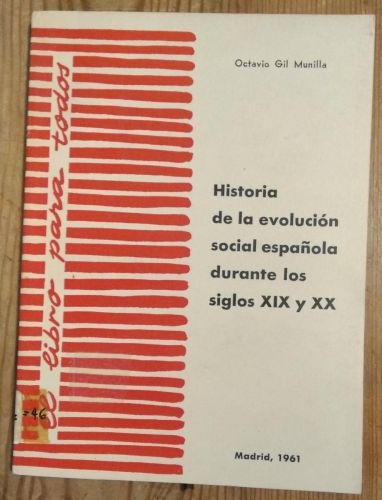 Octavio Gil Munilla
el libro para todos
Historia
de la evolución
social española
durante los
siglos XIX y XX
=46
Madrid, 1961